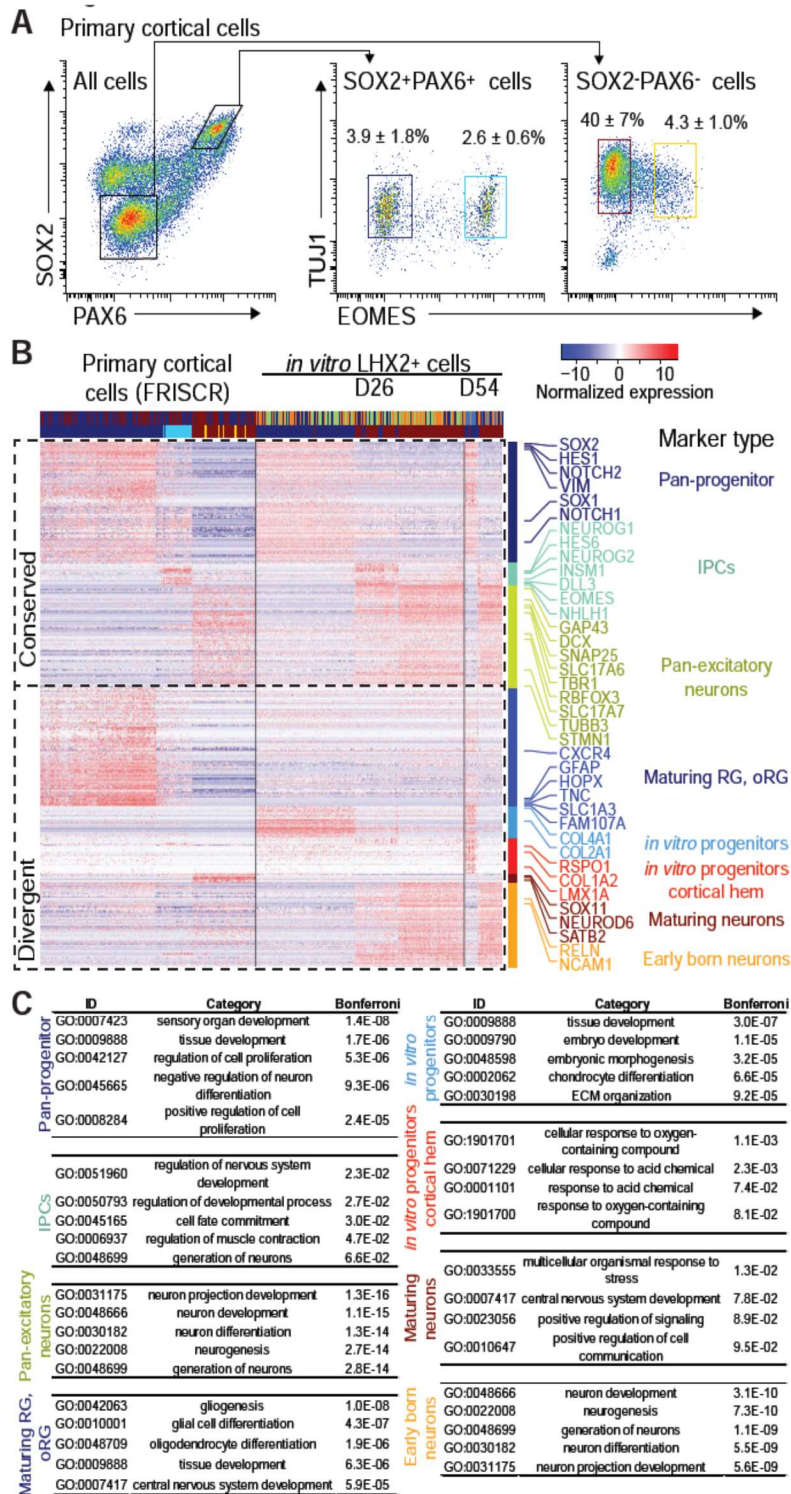 A
Primary cortical cells
All cells
SOX2+PAX6+ cells
SOX2-PAX6- cells
3.9 ± 1.8%
2.6 ± 0.6%
40 ± 7%
4.3 ± 1.0%
SOX2
PAX6
TUJ1
EOMES
B
Primary cortical
cells (FRISCR)
in vitro LHX2+ cells
D26
D54
−10 0 10
Normalized expression
Conserved
Divergent
SOX2
HES1
NOTCH2
VIM
SOX1
NOTCH1
NEUROG1
HES6
NEUROG2
INSM1
DLL3
EOMES
NHLH1
GAP43
DCX
SNAP25
SLC17A6
TBR1
RBFOX3
SLC17A7
TUBB3
STMN1
CXCR4
GFAP
HOPX
TNC
SLC1A3
FAM107A
COL4A1
COL2A1
RSPO1
COL1A2
LMX1A
SOX11
NEUROD6
SATB2
RELN
NCAM1
Marker type
Pan-progenitor
IPCs
Pan-excitatory
neurons
Maturing RG, oRG
in vitro progenitors
in vitro progenitors
cortical hem
Maturing neurons
Early born neurons
C
ID Category Bonferroni
Pan-progenitor
GO:0007423 sensory organ development 1.4E-08
GO:0009888 tissue development 1.7E-06
GO:0042127 regulation of cell proliferation 5.3E-06
GO:0045665 negative regulation of neuron
differentiation 9.3E-06
GO:0008284 positive regulation of cell
proliferation 2.4E-05
IPCs
GO:0051960 regulation of nervous system
development 2.3E-02
GO:0050793 regulation of developmental process 2.7E-02
GO:0045165 cell fate commitment 3.0E-02
GO:0006937 regulation of muscle contraction 4.7E-02
GO:0048699 generation of neurons 6.6E-02
Pan-excitatory
neurons
GO:0031175 neuron projection development 1.3E-16
GO:0048666 neuron development 1.1E-15
GO:0030182 neuron differentiation 1.3E-14
GO:0022008 neurogenesis 2.7E-14
GO:0048699 generation of neurons 2.8E-14
Maturing RG,
oRG
GO:0042063 gliogenesis 1.0E-08
GO:0010001 glial cell differentiation 4.3E-07
GO:0048709 oligodendrocyte differentiation 1.9E-06
GO:0009888 tissue development 6.3E-06
GO:0007417 central nervous system development 5.9E-05
ID Category Bonferroni
in vitro
progenitors
GO:0009888 tissue development 3.0E-07
GO:0009790 embryo development 1.1E-05
GO:0048598 embryonic morphogenesis 3.2E-05
GO:0002062 chondrocyte differentiation 6.6E-05
GO:0030198 ECM organization 9.2E-05
in vitro progenitors
cortical hem
GO:1901701 cellular response to oxygen-
containing compound 1.1E-03
GO:0071229 cellular response to acid chemical 2.3E-03
GO:0001101 response to acid chemical 7.4E-02
GO:1901700 response to oxygen-containing
compound 8.1E-02
Maturing
neurons
GO:0033555 multicellular organismal response to
stress 1.3E-02
GO:0007417 central nervous system development 7.8E-02
GO:0023056 positive regulation of signaling 8.9E-02
GO:0010647 positive regulation of cell
communication 9.5E-02
Early born
neurons
GO:0048666 neuron development 3.1E-10
GO:0022008 neurogenesis 7.3E-10
GO:0048699 generation of neurons 1.1E-09
GO:0030182 neuron differentiation 5.5E-09
GO:0031175 neuron projection development 5.6E-09